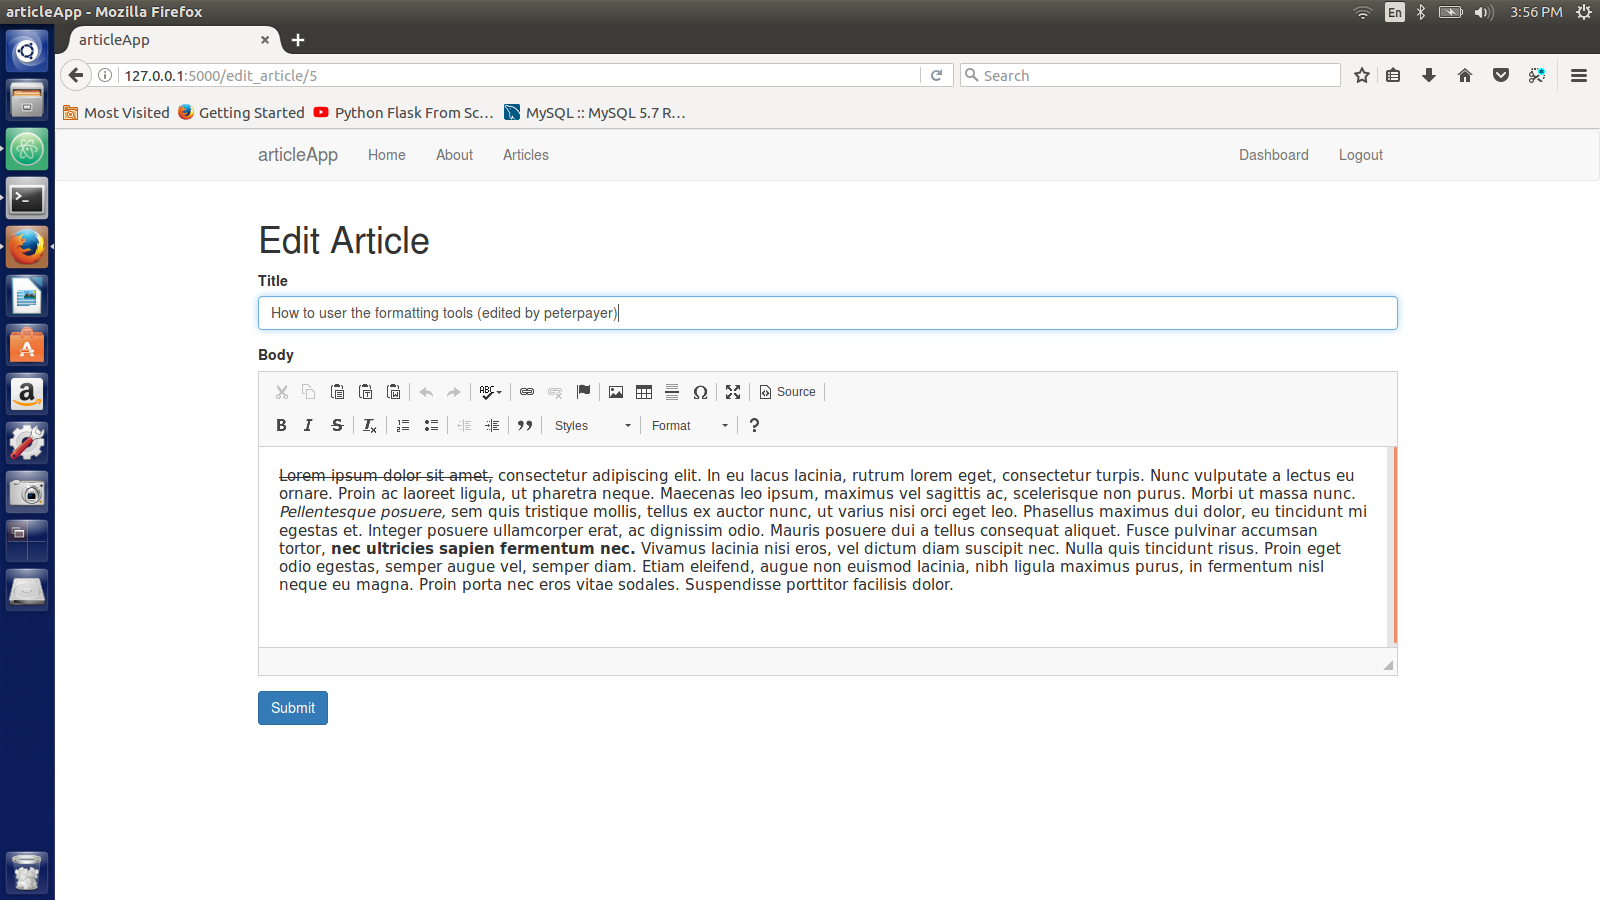 articleApp - Mozilla Firefox
En
3:56 PM
articleApp
127.0.0.1:5000/edit_article/5
Search
Most Visited
Getting Started
Python Flask From Sc...
MySQL :: MySQL 5.7 R...
articleApp
Home
About
Articles
Dashboard
Logout
Edit Article
Title
How to user the formatting tools (edited by peterpayer)
Body
ABC
Source
Styles
Format
Lorem ipsum dolor sit amet, consectetur adipiscing elit. In eu lacus lacinia, rutrum lorem eget, consectetur turpis. Nunc vulputate a lectus eu
ornare. Proin ac laoreet ligula, ut pharetra neque. Maecenas leo ipsum, maximus vel sagittis ac, scelerisque non purus. Morbi ut massa nunc.
Pellentesque posuere, sem quis tristique mollis, tellus ex auctor nunc, ut varius nisi orci eget leo. Phasellus maximus dui dolor, eu tincidunt mi
egestas et. Integer posuere ullamcorper erat, ac dignissim odio. Mauris posuere dui a tellus consequat aliquet. Fusce pulvinar accumsan
tortor, nec ultricies sapien fermentum nec. Vivamus lacinia nisi eros, vel dictum diam suscipit nec. Nulla quis tincidunt risus. Proin eget
odio egestas, semper augue vel, semper diam. Etiam eleifend, augue non euismod lacinia, nibh ligula maximus purus, in fermentum nisl
neque eu magna. Proin porta nec eros vitae sodales. Suspendisse porttitor facilisis dolor.
Submit